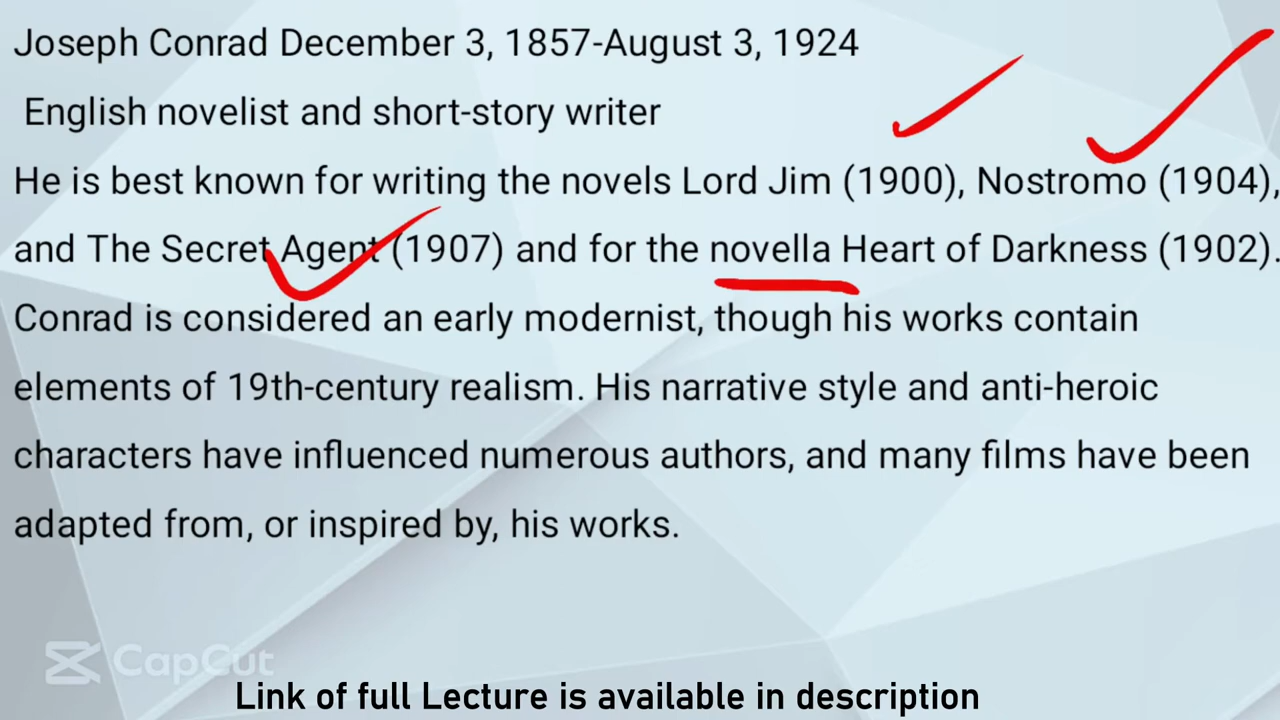 Joseph Conrad December 3, 1857-August 3, 1924
English novelist and short-story writer
He is best known for writing the novels Lord Jim (1900), Nostromo (1904),
and The Secret Agent (1907) and for the novella Heart of Darkness (1902).
Conrad is considered an early modernist, though his works contain
elements of 19th-century realism. His narrative style and anti-heroic
characters have influenced numerous authors, and many films have been
adapted from, or inspired by, his works.
CapCut
Link of full Lecture is available in description